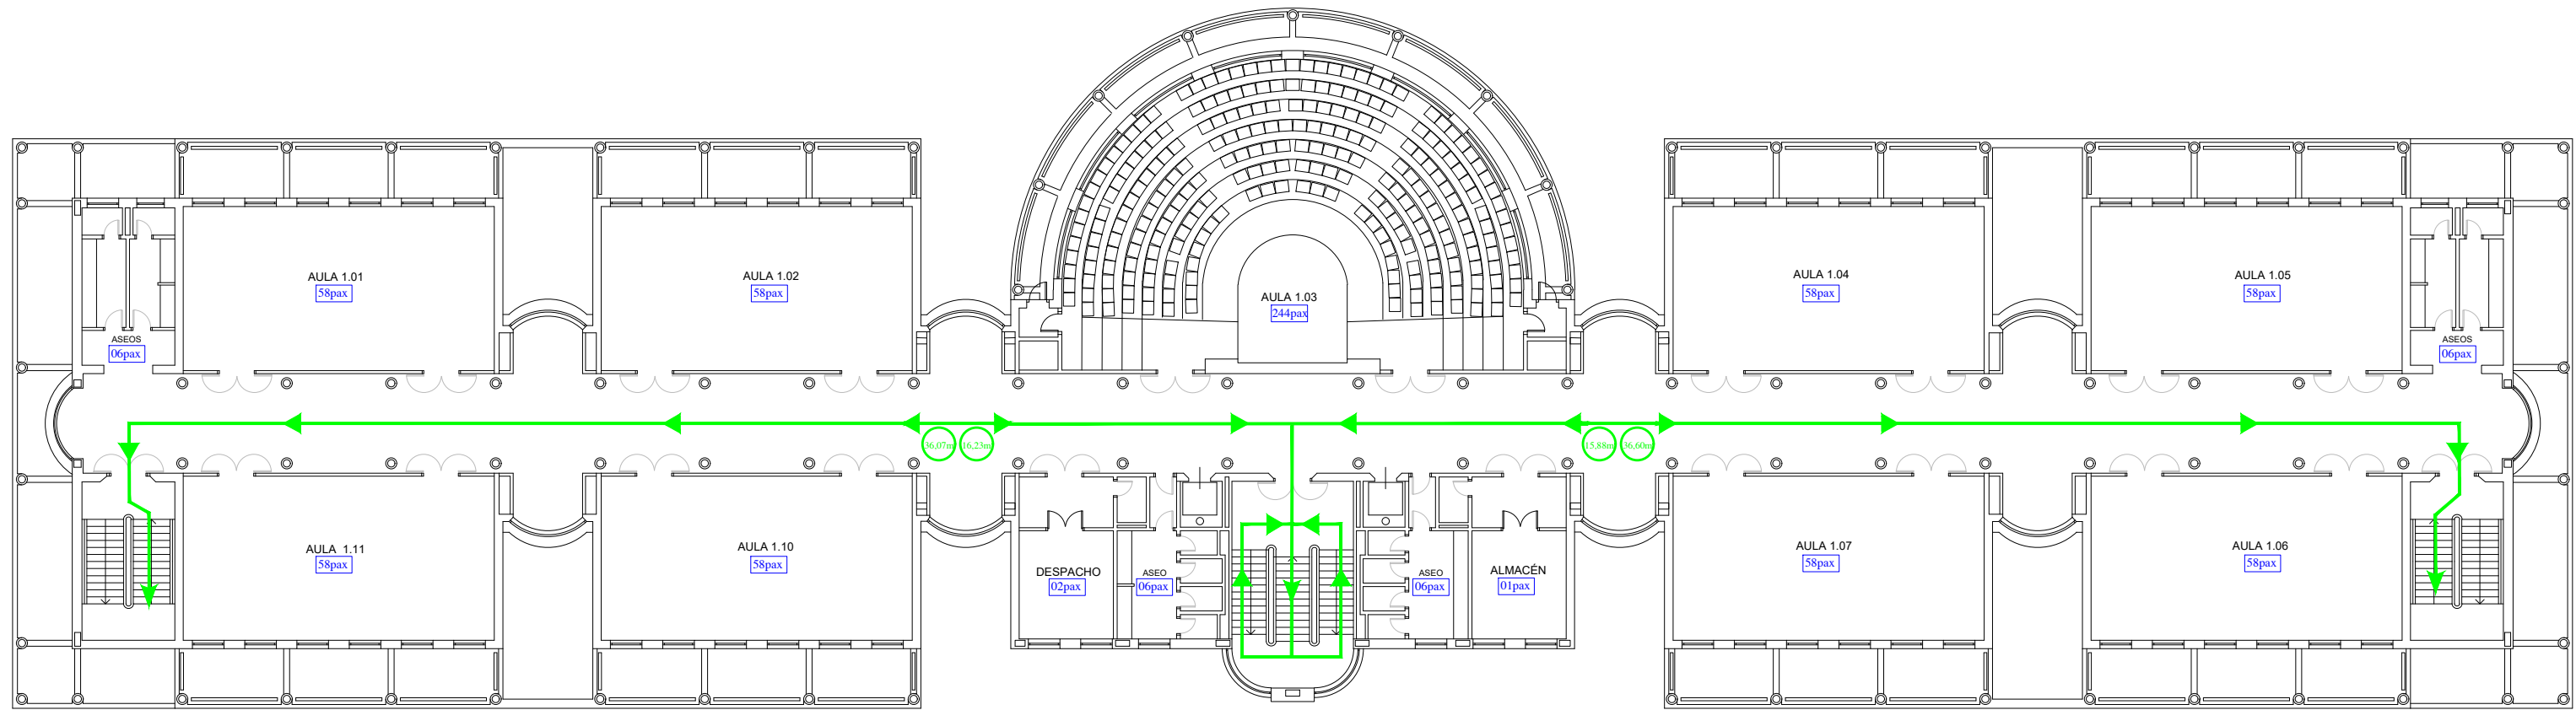 AULA 1.01
58pax
AULA 1.02
58pax
AULA 1.03
244pax
AULA 1.04
58pax
AULA 1.05
58pax
ASEOS
06pax
ASEOS
06pax
36,07m
16,23m
15,88m
36,60m
AULA 1.11
58pax
AULA 1.10
58pax
DESPACHO
02pax
ASEO
06pax
ASEO
06pax
ALMACÉN
01pax
AULA 1.07
58pax
AULA 1.06
58pax